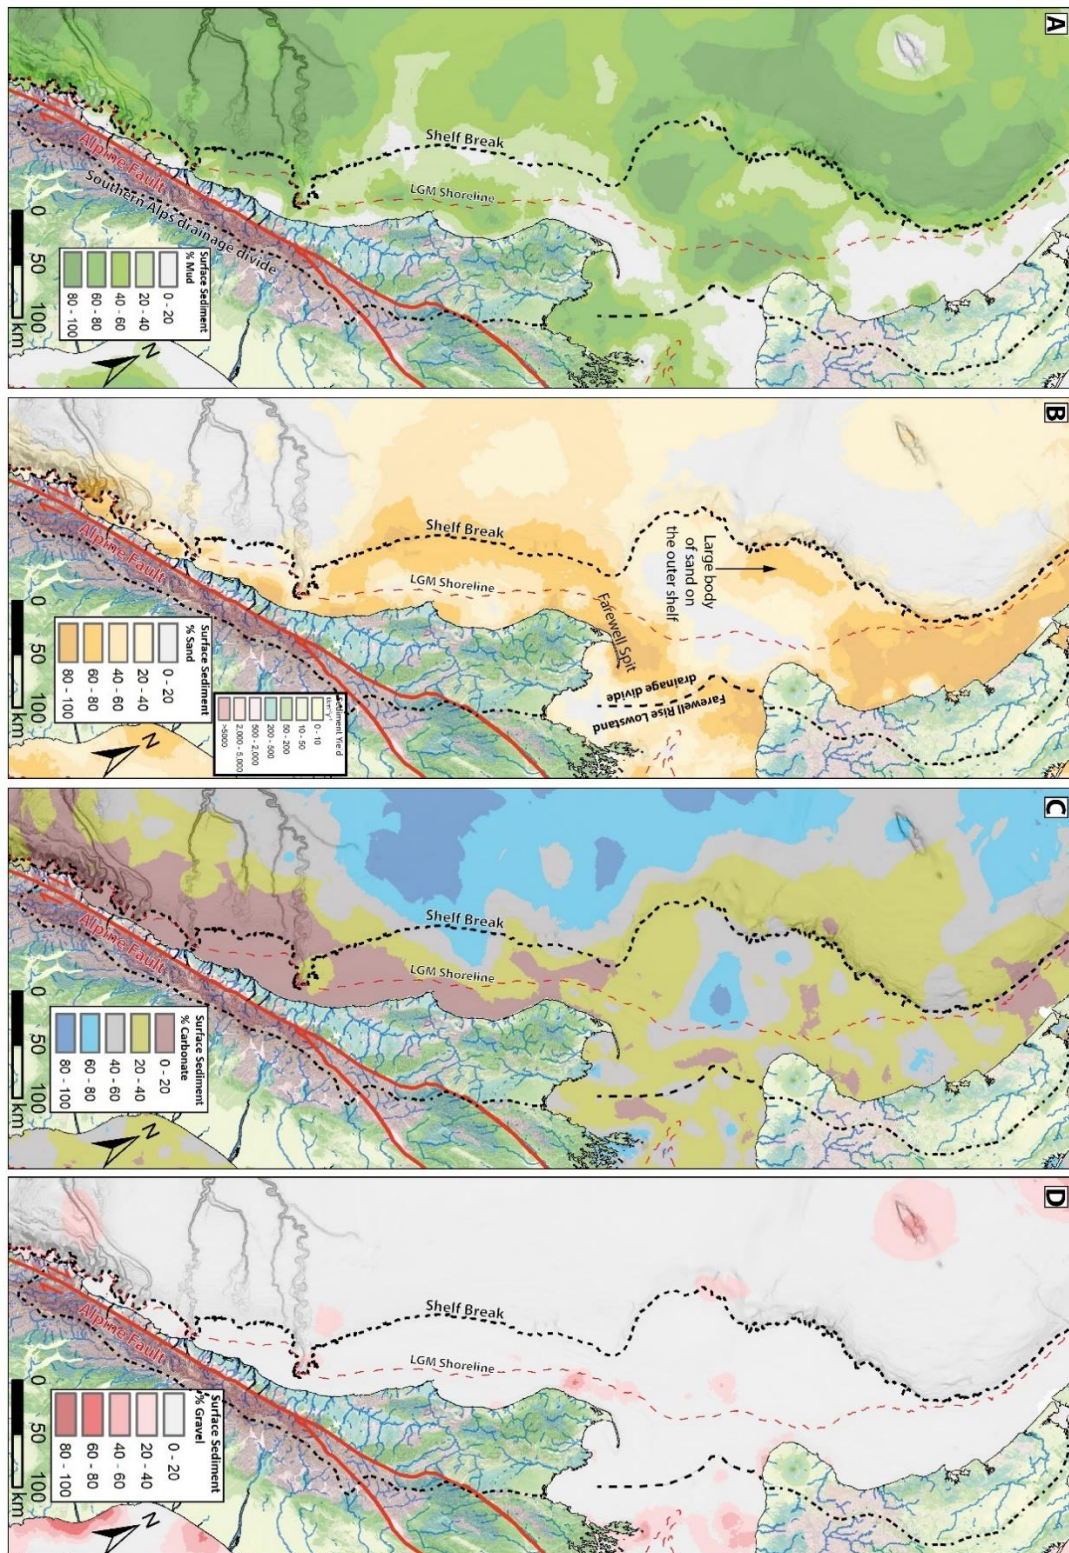 A
Shelf Break
LGM Shoreline
Alpine Fault
Southern Alps drainage divide
Surface Sediment
% Mud
0 - 20
20 - 40
40 - 60
60 - 80
80 - 100
0 50 100
km
N
B
Shelf Break
LGM Shoreline
Alpine Fault
Large body
of sand on
the outer shelf
Farewell Spit
Farewell Rise Lowstand
drainage divide
Surface Sediment
% Sand
0 - 20
20 - 40
40 - 60
60 - 80
80 - 100
Sediment Yield
0 - 10
10 - 50
50 - 200
200 - 500
500 - 2,000
2,000 - 5,000
>5000
0 50 100
km
N
C
Shelf Break
LGM Shoreline
Alpine Fault
Surface Sediment
% Carbonate
0 - 20
20 - 40
40 - 60
60 - 80
80 - 100
0 50 100
km
N
D
Shelf Break
LGM Shoreline
Alpine Fault
Surface Sediment
% Gravel
0 - 20
20 - 40
40 - 60
60 - 80
80 - 100
0 50 100
km
N